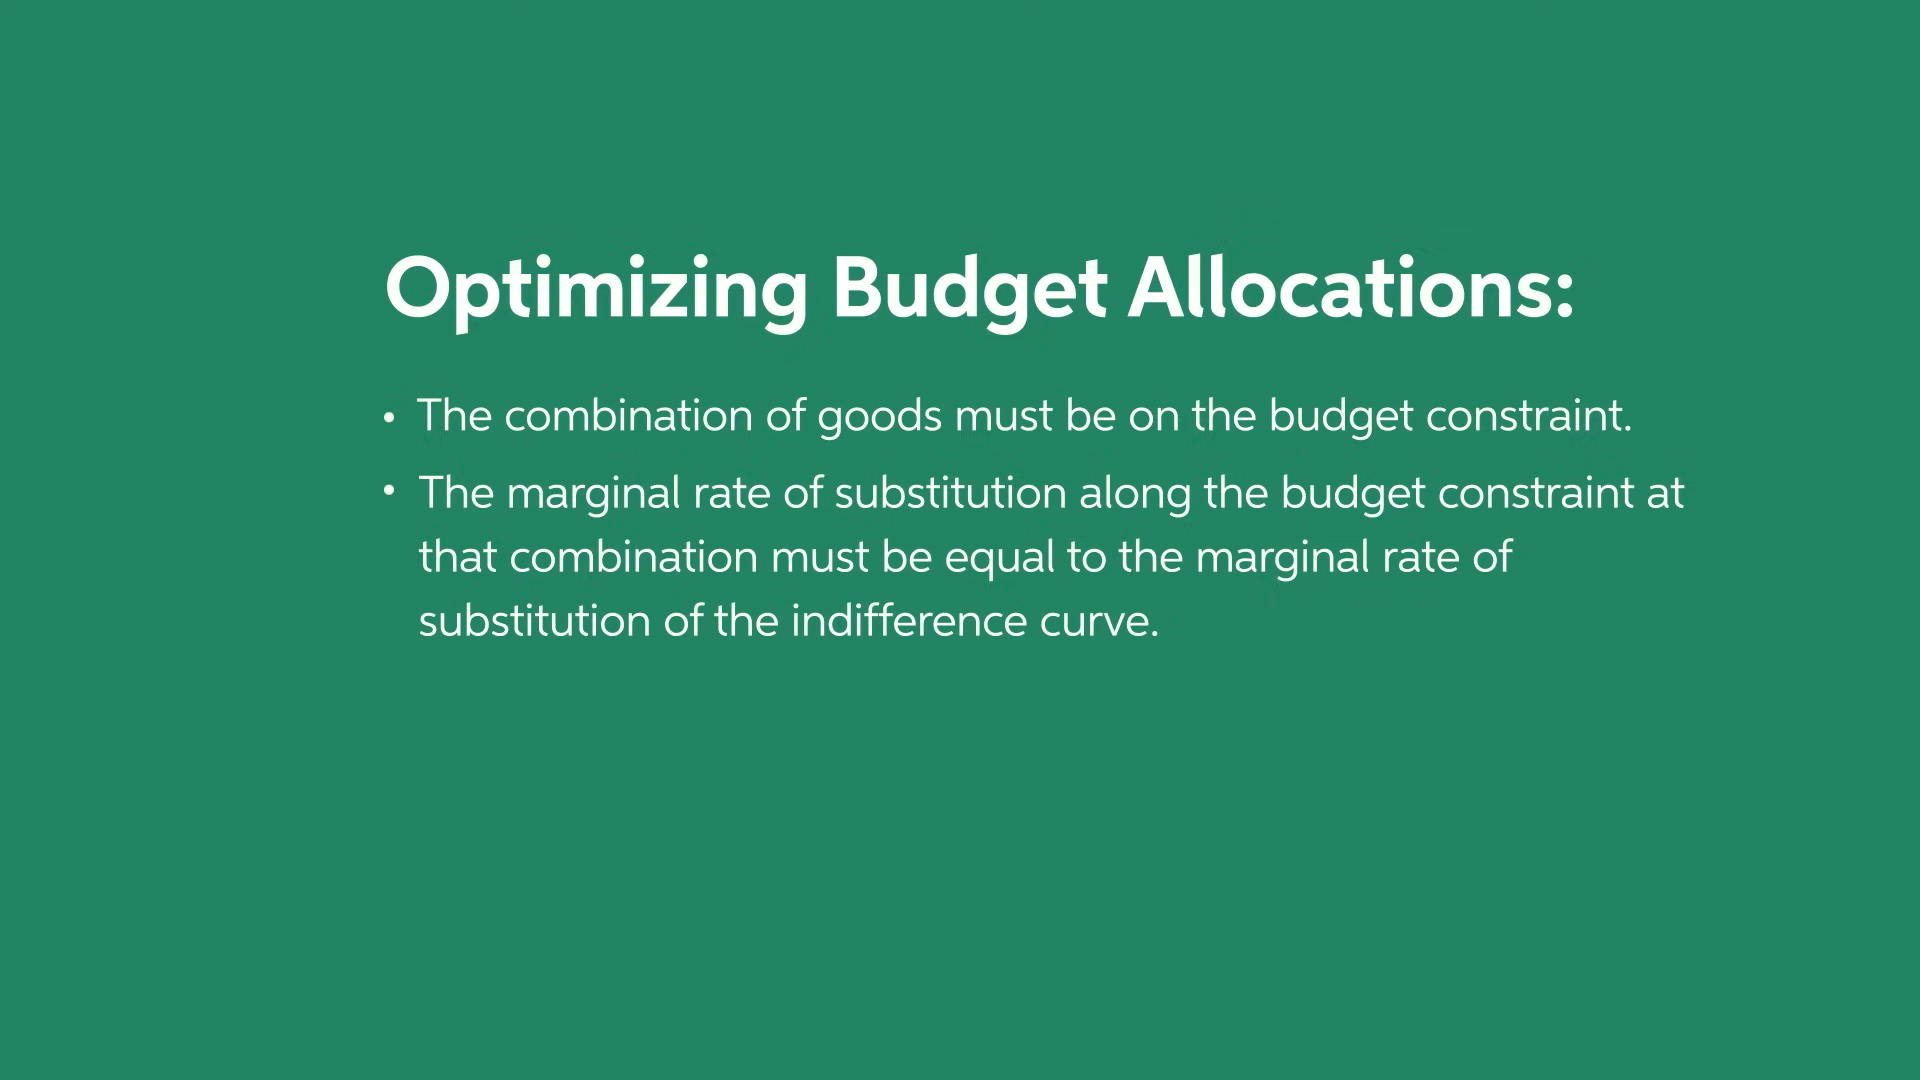 Optimizing Budget Allocations:
• The combination of goods must be on the budget constraint.
• The marginal rate of substitution along the budget constraint at
that combination must be equal to the marginal rate of
substitution of the indifference curve.